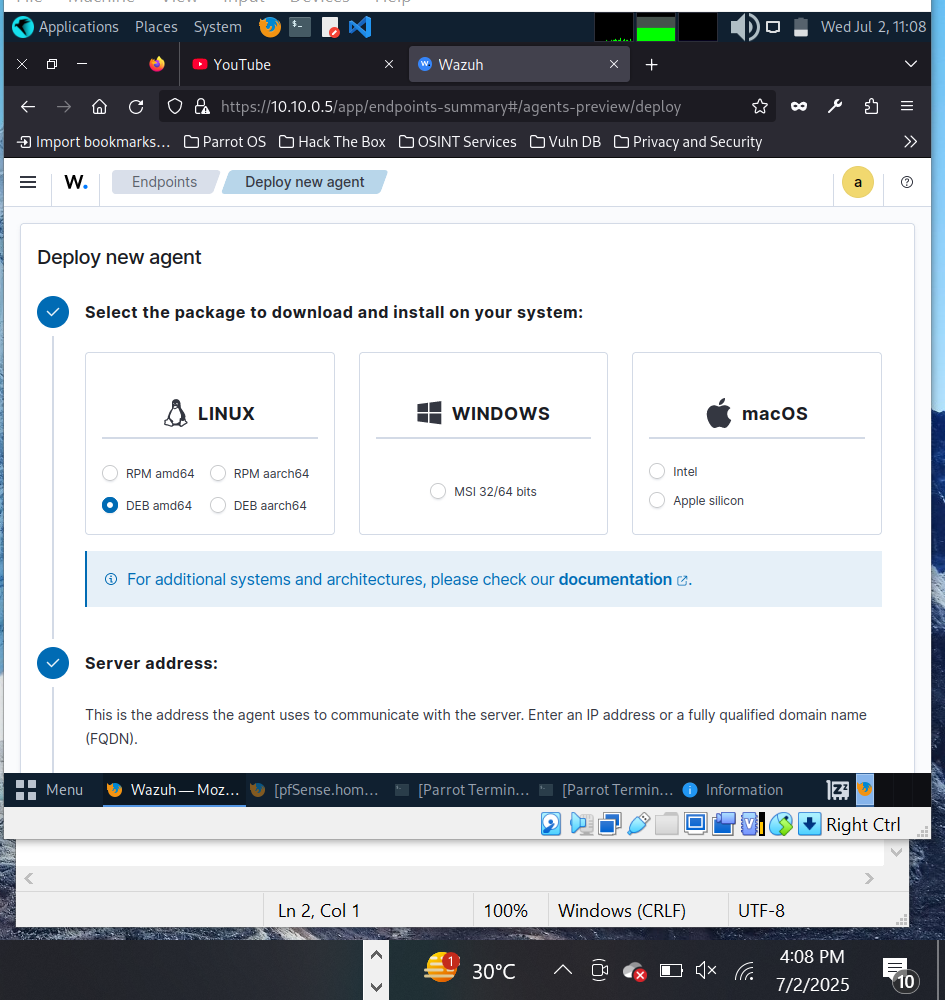 File Machine View Input Devices Help
Applications Places System Wed Jul 2, 11:08
YouTube Wazuh
https://10.10.0.5/app/endpoints-summary#/agents-preview/deploy
Import bookmarks... Parrot OS Hack The Box OSINT Services Vuln DB Privacy and Security
W. Endpoints Deploy new agent a
Deploy new agent
Select the package to download and install on your system:
LINUX WINDOWS macOS
RPM amd64 RPM aarch64 Intel
MSI 32/64 bits
DEB amd64 DEB aarch64 Apple silicon
For additional systems and architectures, please check our documentation.
Server address:
This is the address the agent uses to communicate with the server. Enter an IP address or a fully qualified domain name
(FQDN).
Menu Wazuh — Moz... [pfSense.hom... [Parrot Termin... [Parrot Termin... Information
Right Ctrl
Ln 2, Col 1 100% Windows (CRLF) UTF-8
1 30°C 4:08 PM
7/2/2025 10